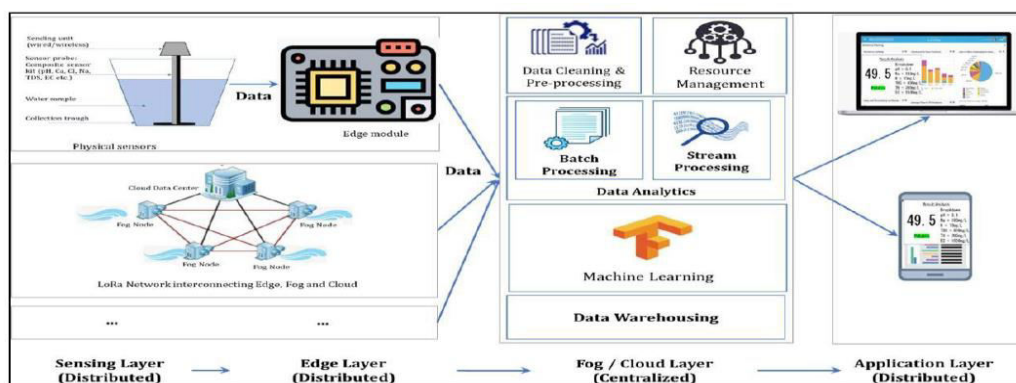 Sending unit
(wired/wireless)
Sensor probe:
Composite sensor
kit (pH, Ca, Cl, Na,
TDS, EC etc.)
Water sample
Collection trough
Physical sensors
Data
Edge module
Cloud Data Center
Fog Node
Fog Node
Fog Node
Fog Node
LoRa Network interconnecting Edge, Fog and Cloud
...
...
Data
Data Cleaning &
Pre-processing
Resource
Management
Batch
Processing
Stream
Processing
Data Analytics
Machine Learning
Data Warehousing
49.5
49.5
Sensing Layer
(Distributed)
Edge Layer
(Distributed)
Fog / Cloud Layer
(Centralized)
Application Layer
(Distributed)